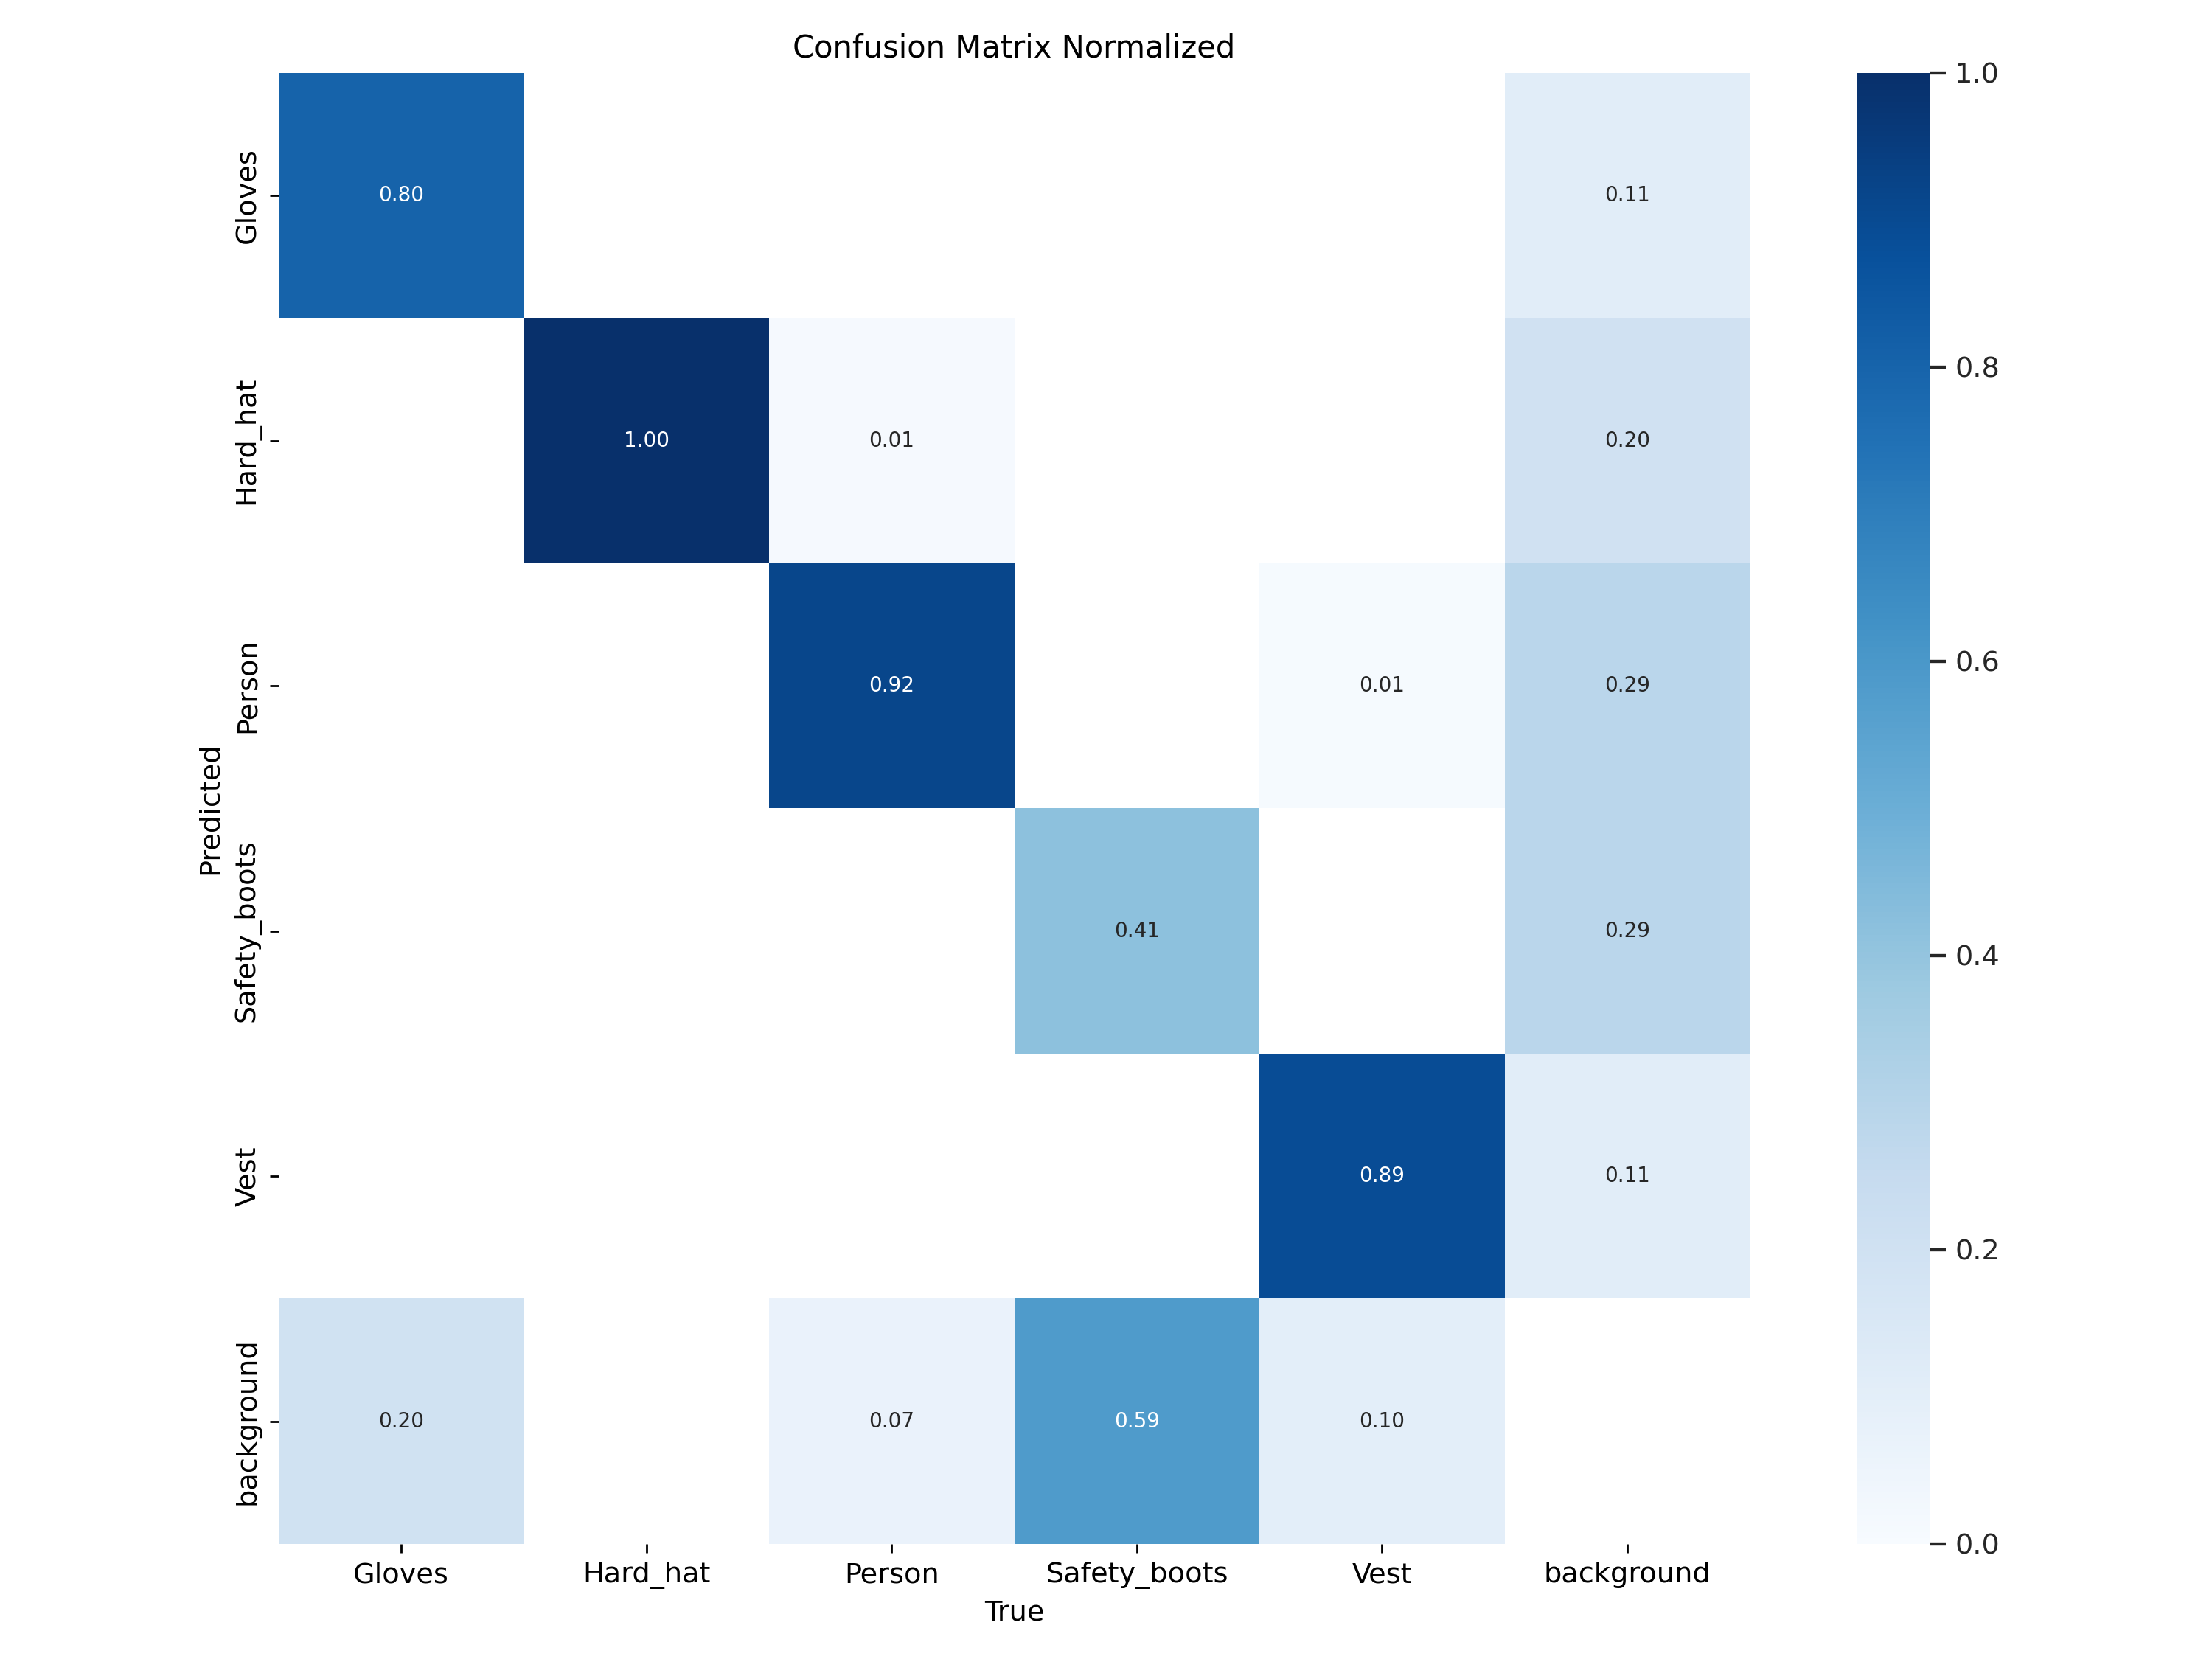 Confusion Matrix Normalized
Predicted
Gloves
0.80
0.11
Hard_hat
1.00
0.01
0.20
Person
0.92
0.01
0.29
Safety_boots
0.41
0.29
Vest
0.89
0.11
background
0.20
0.07
0.59
0.10
Gloves
Hard_hat
Person
Safety_boots
Vest
background
True
1.0
0.8
0.6
0.4
0.2
0.0